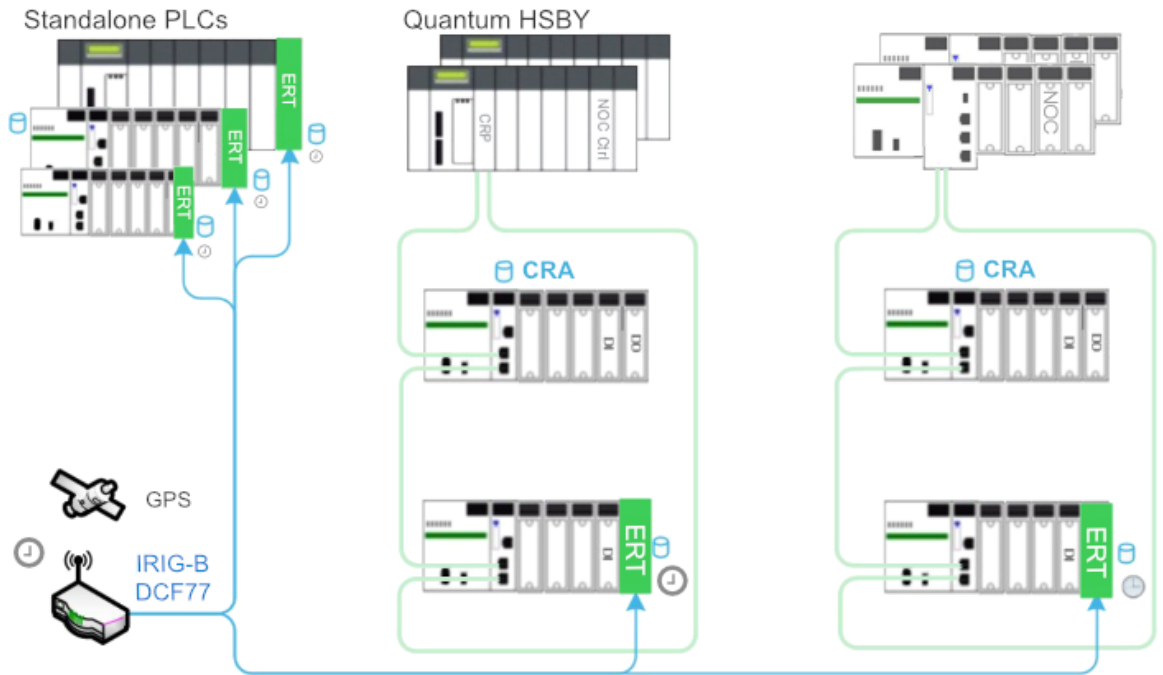 Standalone PLCs
Quantum HSBY
ERT
ERT
ERT
CRP
NOC Ctrl
NOC
CRA
CRA
DI
DO
DI
DO
GPS
IRIG-B
DCF77
DI
ERT
DI
ERT